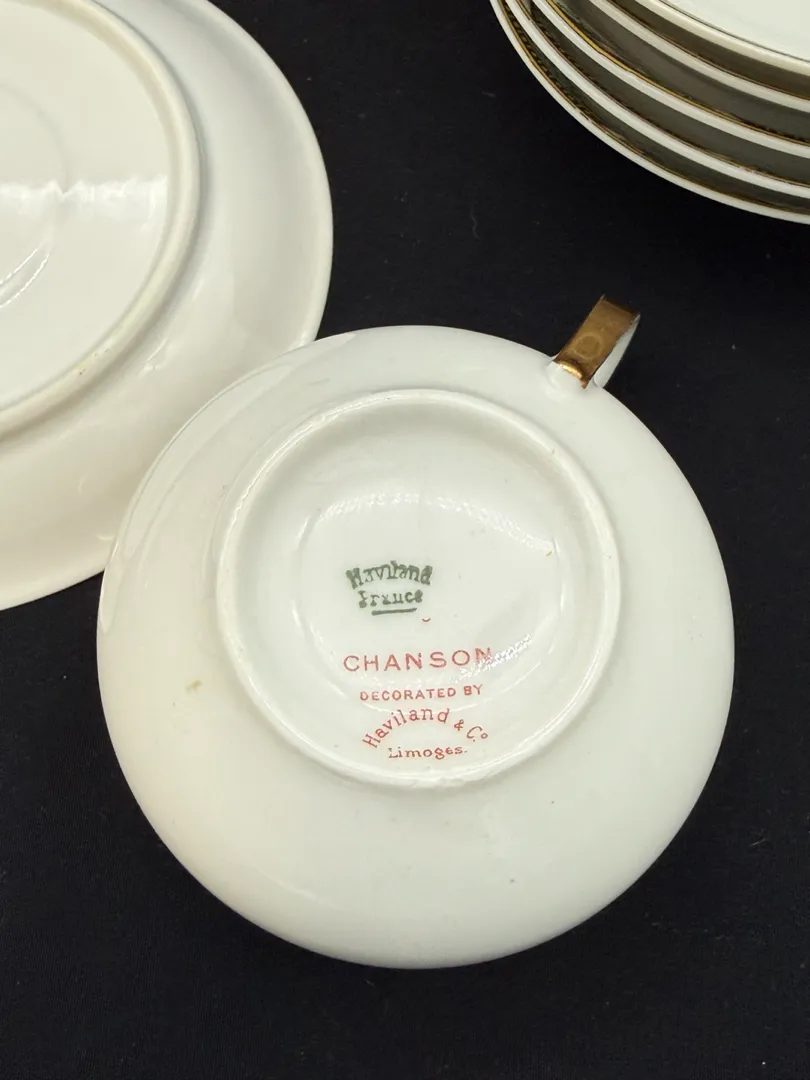 Haviland
France
CHANSON
DECORATED BY
Haviland & Co
Limoges.